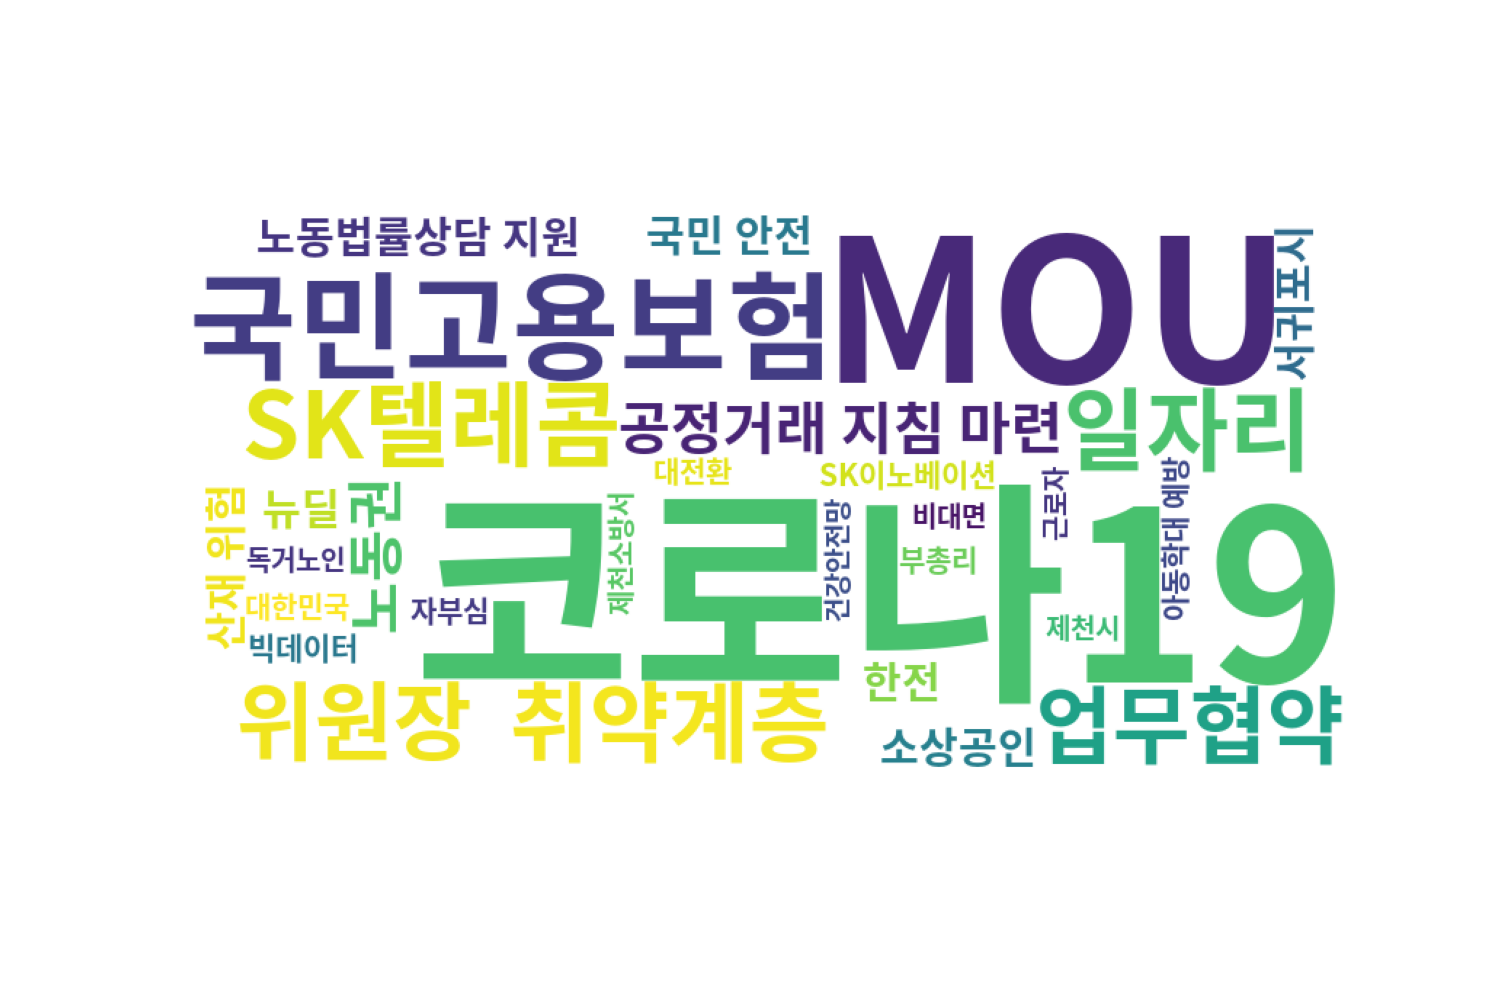 노동법률상담 지원
국민 안전
국민고용보험
MOU
서귀포시
SK텔레콤
공정거래 지침 마련
일자리
대전환
SK이노베이션
산재 위험
뉴딜
노동권
코로나19
제천소방서
건강안전망
비대면
근로자
아동학대 예방
독거노인
부총리
대한민국
자부심
제천시
빅데이터
한전
위원장
취약계층
소상공인
업무협약